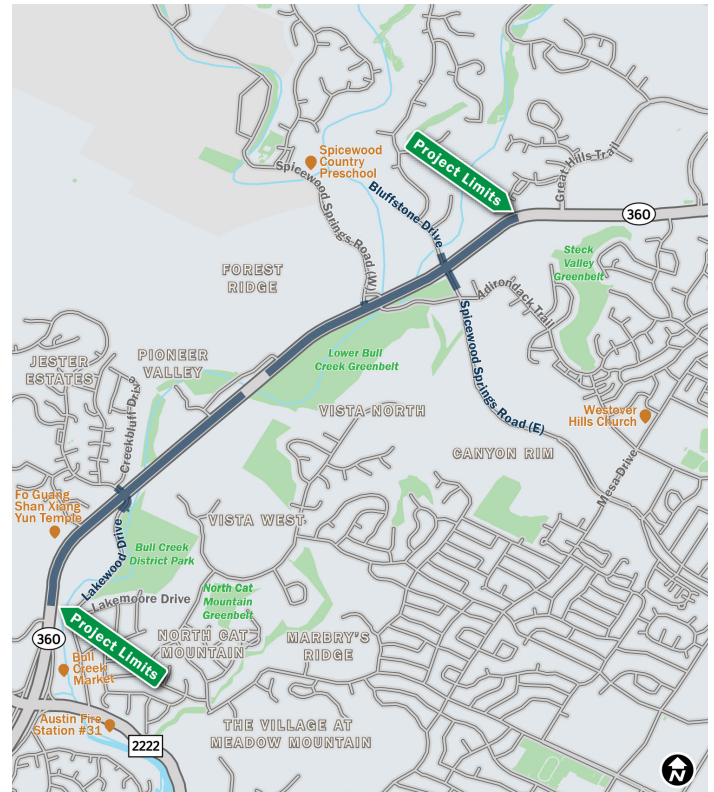 Spicewood
Country
Preschool
Project Limits
Great Hills Trail
Spicewood Springs Road (W)
Bluffstone Drive
360
FOREST
RIDGE
Steck
Valley
Greenbelt
Adirondack Trail
JESTER
ESTATES
PIONEER
VALLEY
Lower Bull
Creek Greenbelt
Spicewood Springs Road (E)
Creekbluff Drive
VISTA NORTH
Westover
Hills Church
CANYON RIM
Mesa Drive
Fo Guang
Shan Xiang
Yun Temple
VISTA WEST
Lakewood Drive
Bull Creek
District Park
Lakemoore Drive
North Cat
Mountain
Greenbelt
360
Project Limits
NORTH CAT
MOUNTAIN
MARBRY'S
RIDGE
Bull
Creek
Market
Austin Fire
Station #31
2222
THE VILLAGE AT
MEADOW MOUNTAIN
N